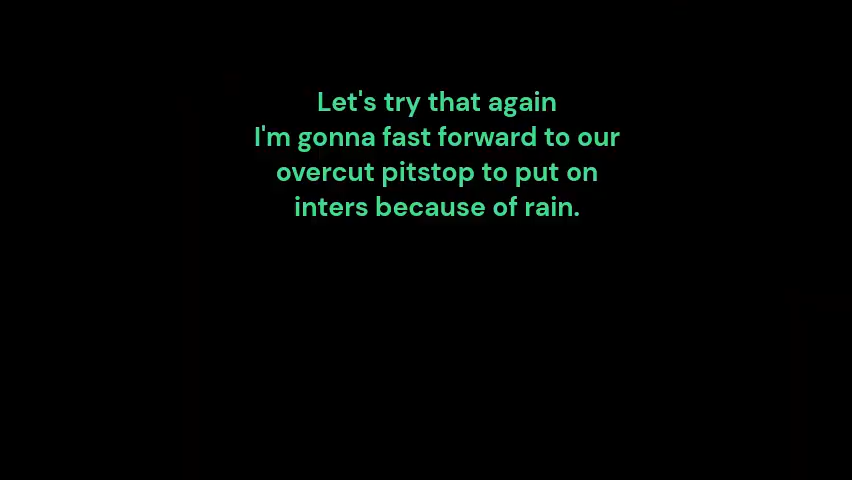 Let's try that again
I'm gonna fast forward to our
overcut pitstop to put on
inters because of rain.